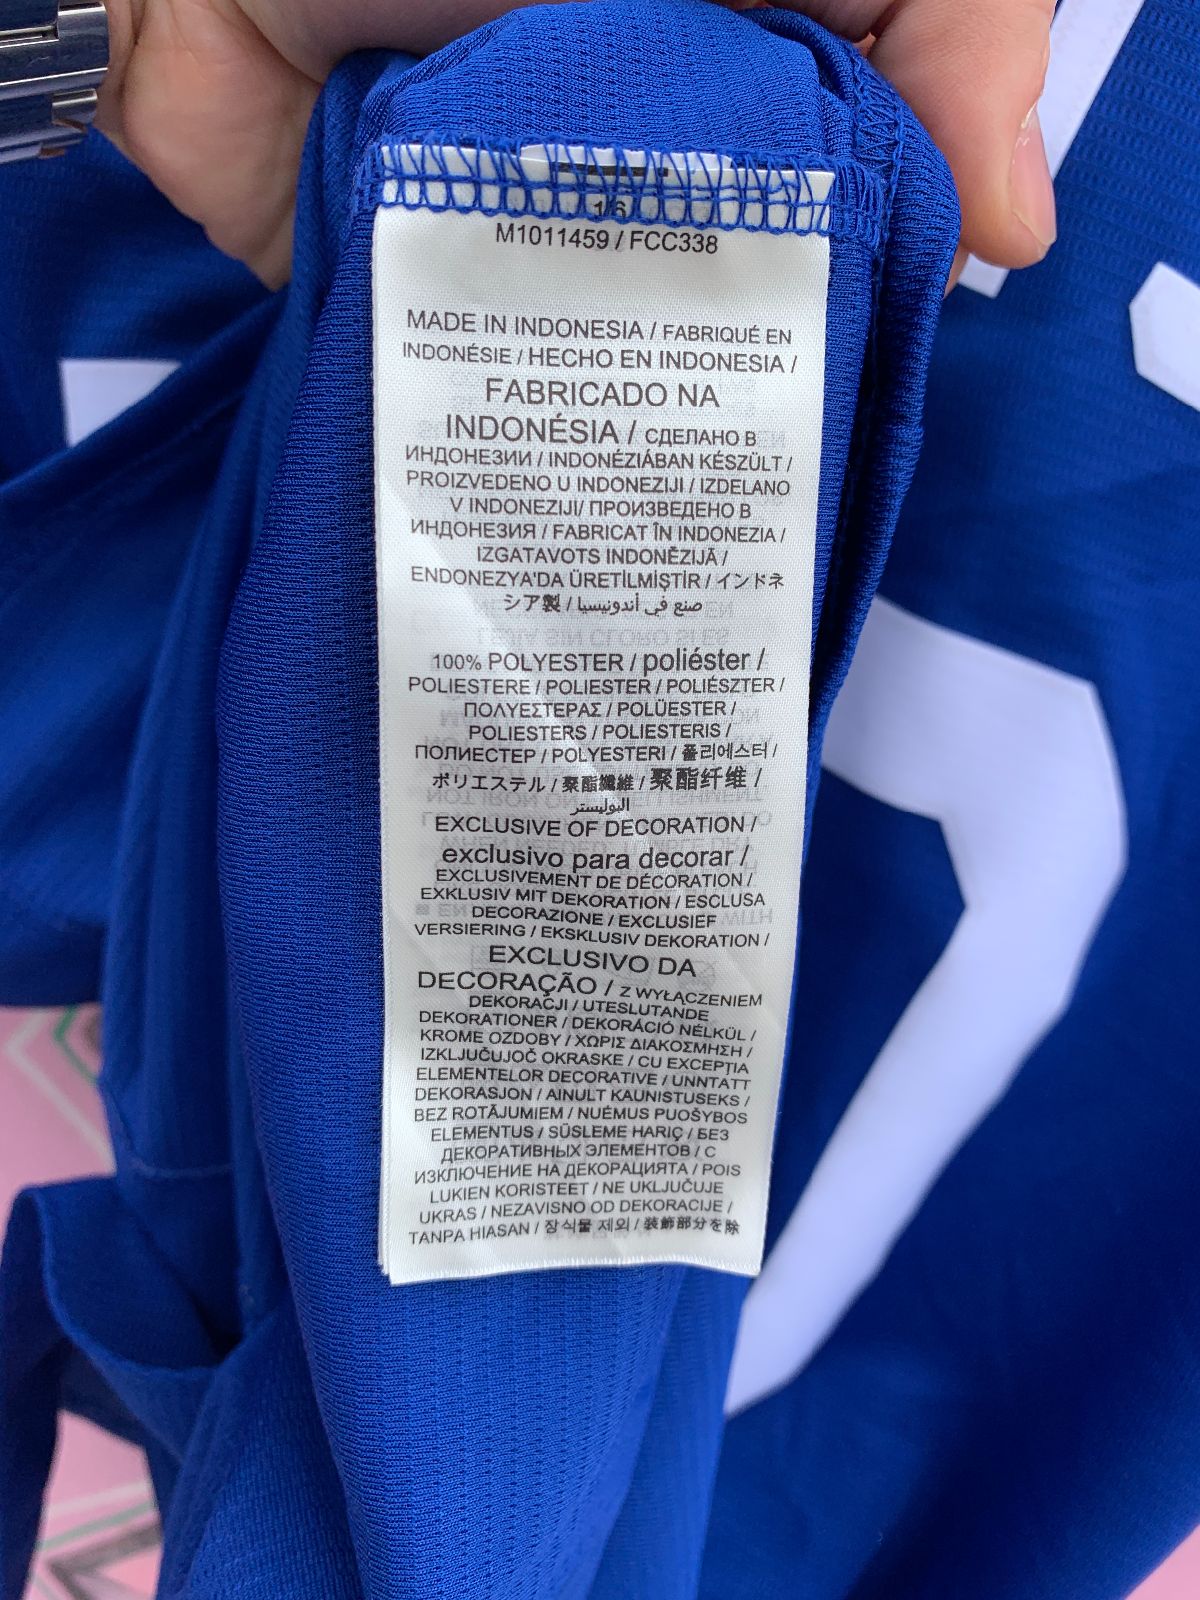 16
M1011459 / FCC338
MADE IN INDONESIA / FABRIQUÉ EN
INDONÉSIE / HECHO EN INDONESIA /
FABRICADO NA
INDONÉSIA / СДЕЛАНО В
ИНДОНЕЗИИ / INDONÉZIÁBAN KÉSZÜLT /
PROIZVEDENO U INDONEZIJI / IZDELANO
V INDONEZIJI/ ПРОИЗВЕДЕНО В
ИНДОНЕЗИЯ / FABRICAT ÎN INDONEZIA /
IZGATAVOTS INDONĒZIJĀ /
ENDONEZYA'DA ÜRETİLMİŞTİR / インドネ
シア製 / صنع في أندونيسيا
100% POLYESTER / poliéster /
POLIESTERE / POLIESTER / POLIÉSZTER /
ΠΟΛΥΕΣΤΕΡΑΣ / POLÜESTER /
POLIESTERS / POLIESTERIS /
ПОЛИЕСТЕР / POLYESTERI / 폴리에스터 /
ポリエステル / 聚酯纖維 / 聚酯纤维 /
البوليستر
EXCLUSIVE OF DECORATION /
exclusivo para decorar /
EXCLUSIVEMENT DE DÉCORATION /
EXKLUSIV MIT DEKORATION / ESCLUSA
DECORAZIONE / EXCLUSIEF
VERSIERING / EKSKLUSIV DEKORATION /
EXCLUSIVO DA
DECORAÇÃO / Z WYŁĄCZENIEM
DEKORACJI / UTESLUTANDE
DEKORATIONER / DEKORÁCIÓ NÉLKÜL /
KROME OZDOBY / ΧΩΡΙΣ ΔΙΑΚΟΣΜΗΣΗ /
IZKLJUČUJOČ OKRASKE / CU EXCEPȚIA
ELEMENTELOR DECORATIVE / UNNTATT
DEKORASJON / AINULT KAUNISTUSEKS /
BEZ ROTĀJUMIEM / NUĖMUS PUOŠYBOS
ELEMENTUS / SÜSLEME HARİÇ / БЕЗ
ДЕКОРАТИВНЫХ ЭЛЕМЕНТОВ / С
ИЗКЛЮЧЕНИЕ НА ДЕКОРАЦИЯТА / POIS
LUKIEN KORISTEET / NE UKLJUČUJE
UKRAS / NEZAVISNO OD DEKORACIJE /
TANPA HIASAN / 장식물 제외 / 装飾部分を除